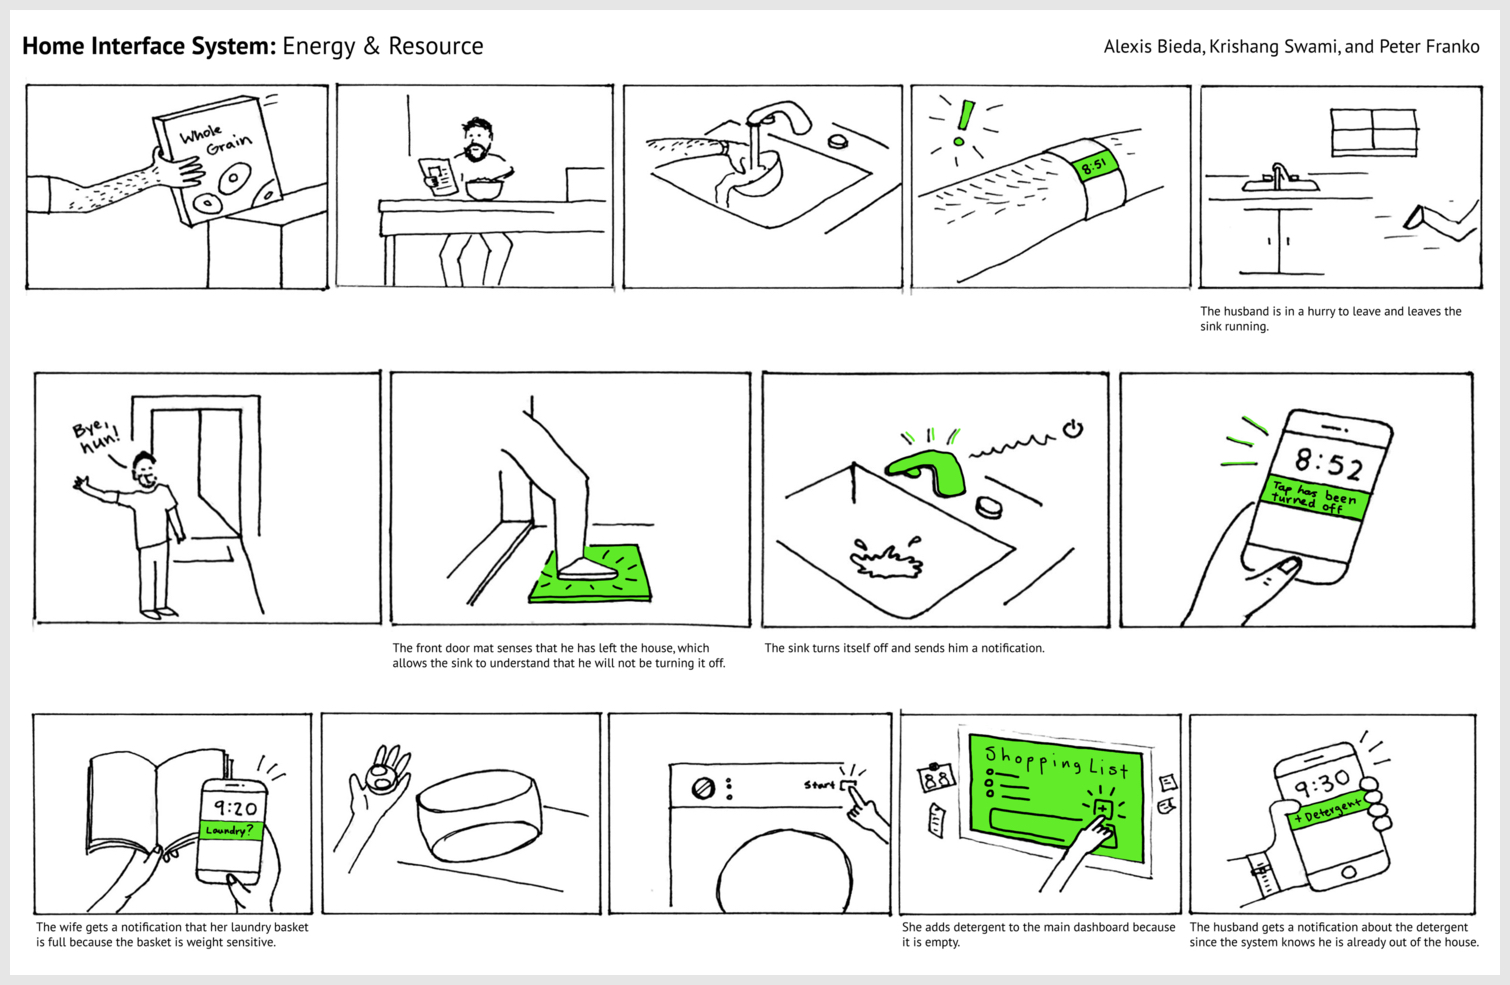 Home Interface System: Energy & Resource
Alexis Bieda, Krishang Swami, and Peter Franko
Whole
Grain
8:51
The husband is in a hurry to leave and leaves the
sink running.
Bye,
hun!
8:52
Tap has been
turned off
The front door mat senses that he has left the house, which
allows the sink to understand that he will not be turning it off.
The sink turns itself off and sends him a notification.
9:20
Laundry?
Start
Shopping List
+
9:30
+ Detergent
The wife gets a notification that her laundry basket
is full because the basket is weight sensitive.
She adds detergent to the main dashboard because
it is empty.
The husband gets a notification about the detergent
since the system knows he is already out of the house.